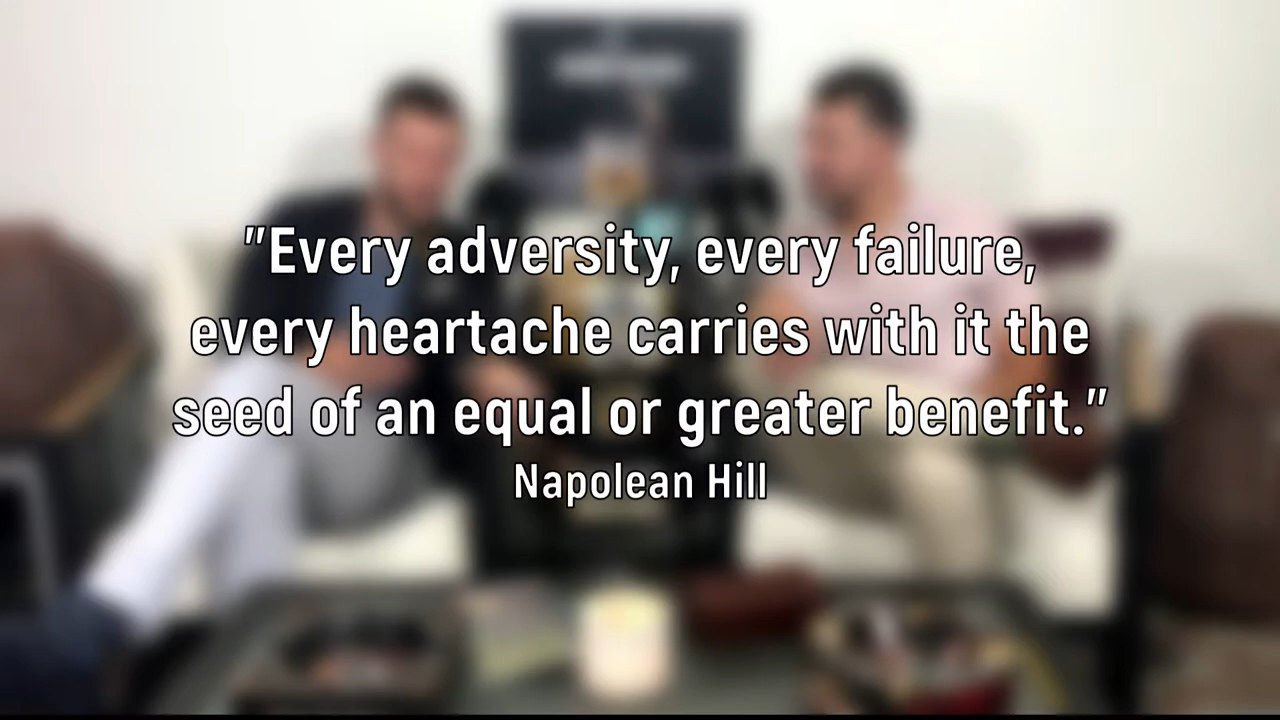 "Every adversity, every failure,
every heartache carries with it the
seed of an equal or greater benefit."
Napolean Hill